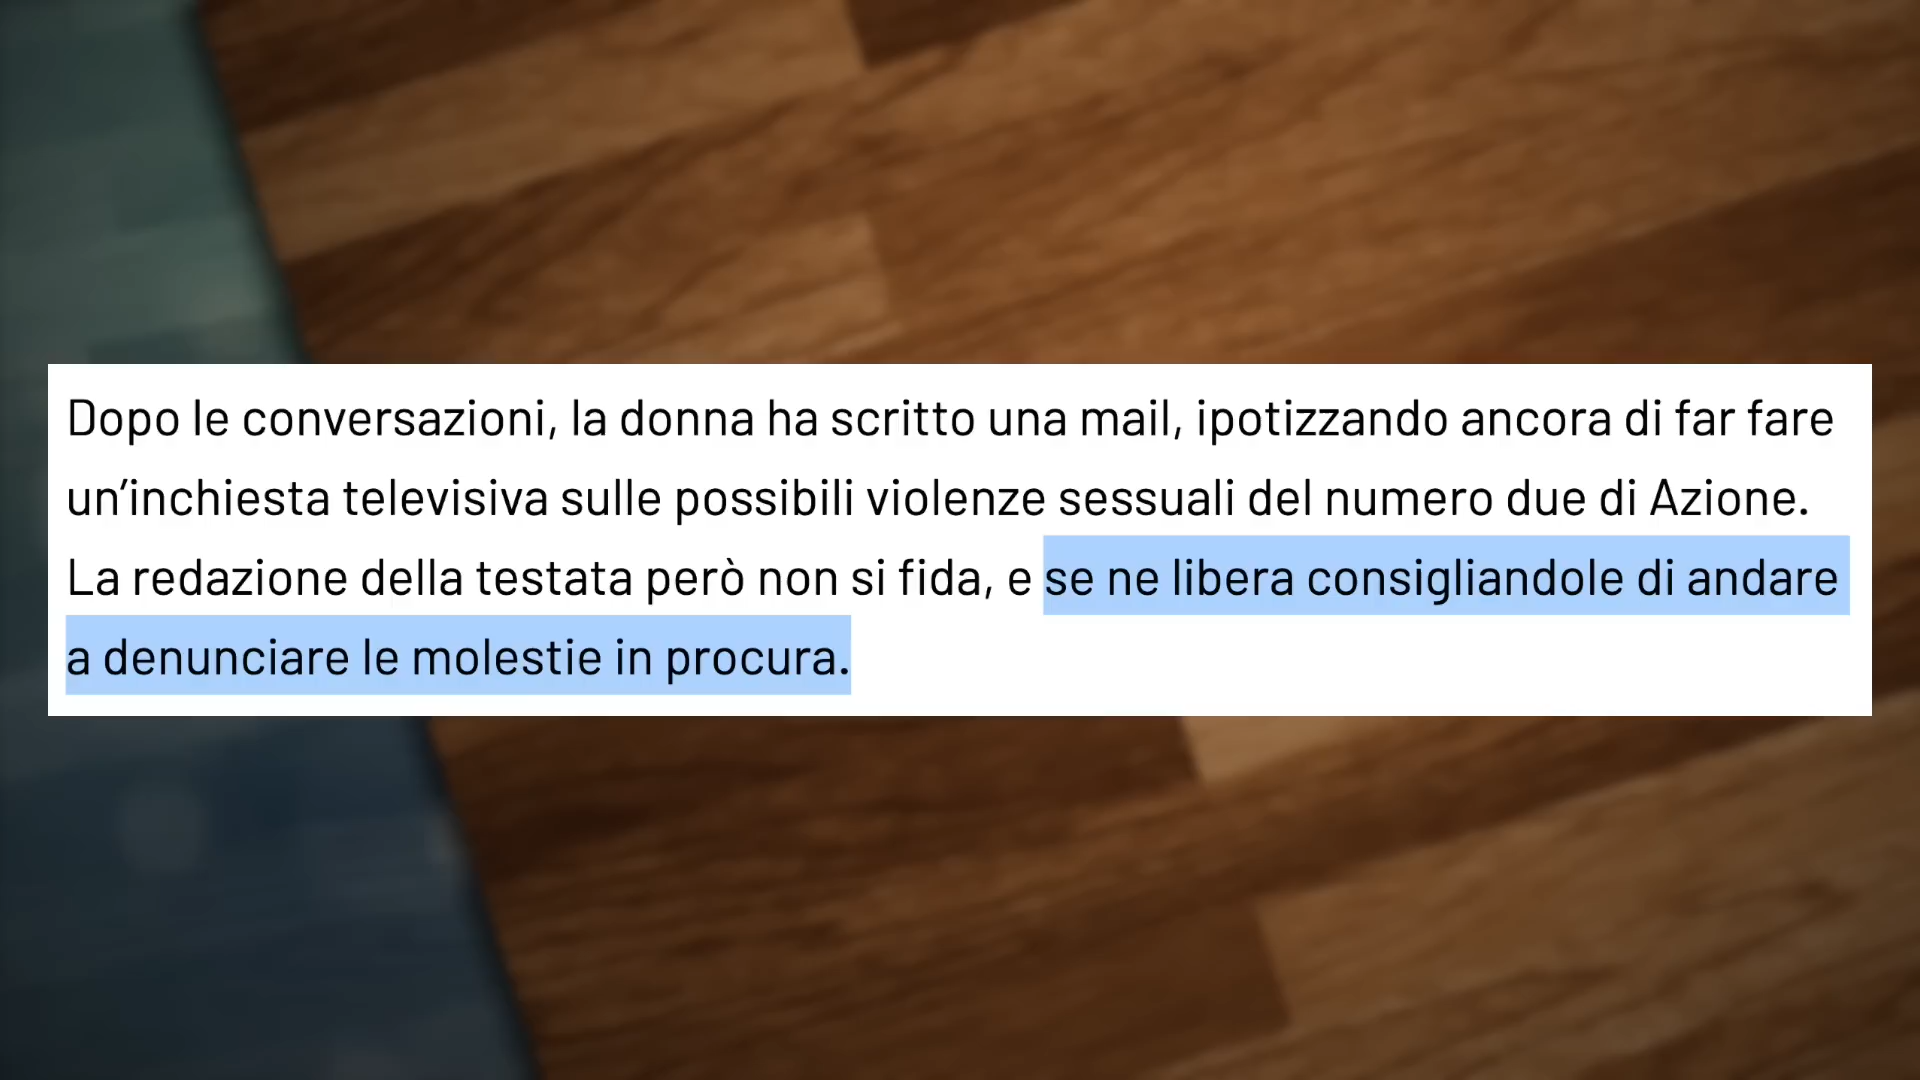 Dopo le conversazioni, la donna ha scritto una mail, ipotizzando ancora di far fare
un’inchiesta televisiva sulle possibili violenze sessuali del numero due di Azione.
La redazione della testata però non si fida, e se ne libera consigliandole di andare
a denunciare le molestie in procura.